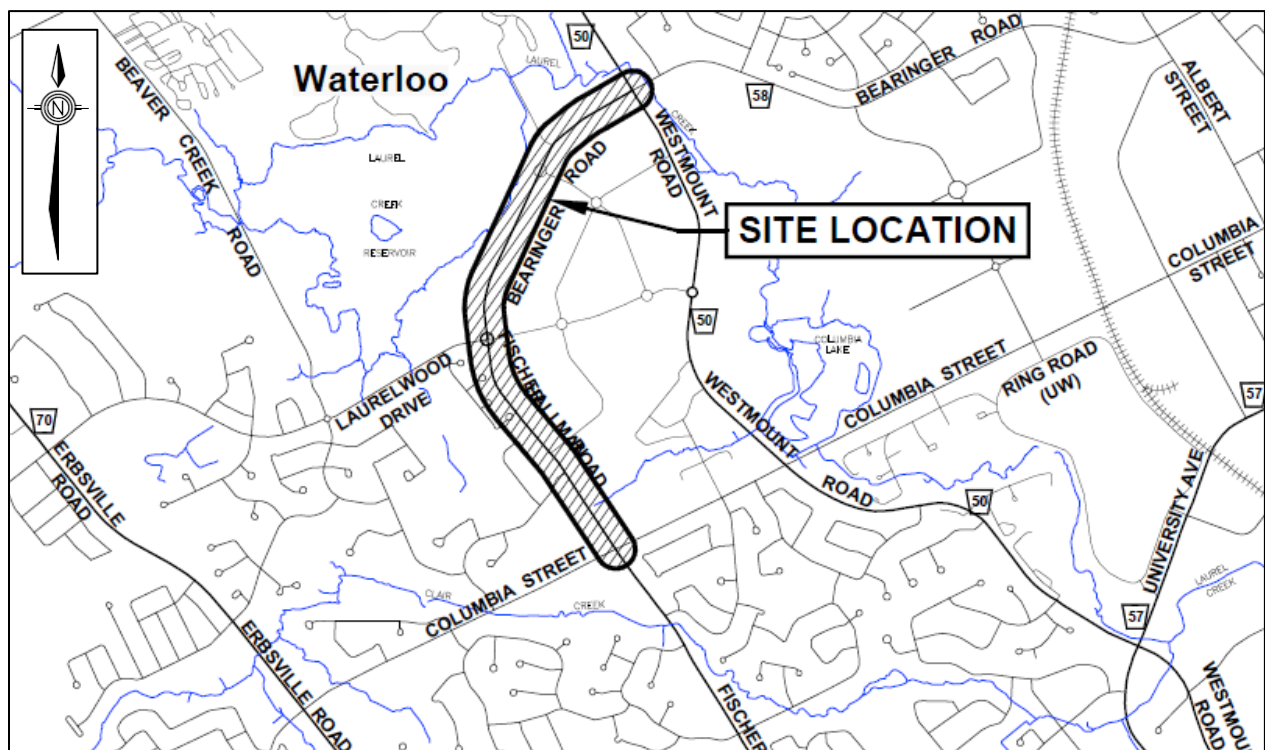 50
LAUREL
BEARINGER ROAD
BEAVER CREEK ROAD
Waterloo
N
58
ALBERT
STREET
CREEK
WESTMOUNT
ROAD
LAUREL
CREEK
RESERVOIR
BEARINGER ROAD
SITE LOCATION
COLUMBIA
STREET
50
COLUMBIA
LAKE
FISCHER
HALLMAN
ROAD
LAURELWOOD
DRIVE
COLUMBIA STREET
RING ROAD
(UW)
57
70
ERBSVILLE
ROAD
WESTMOUNT ROAD
50
UNIVERSITY AVE
LAUREL
CREEK
CLAIR CREEK
COLUMBIA STREET
57
ERBSVILLE ROAD
FISCHER
WESTMOU
ROAD